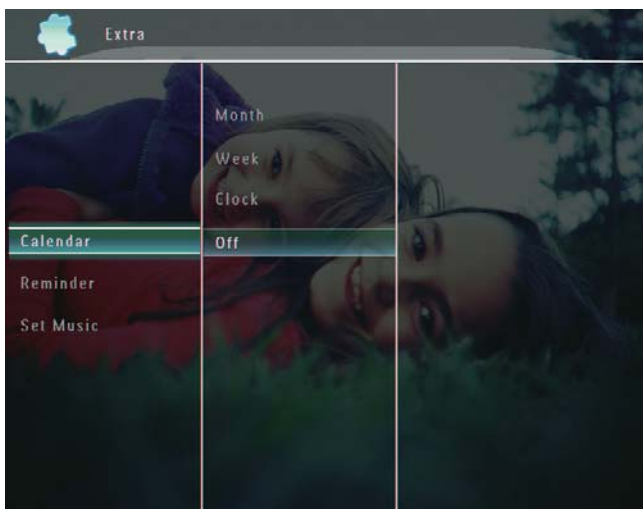 Extra
Month
Week
Clock
Calendar
Off
Reminder
Set Music